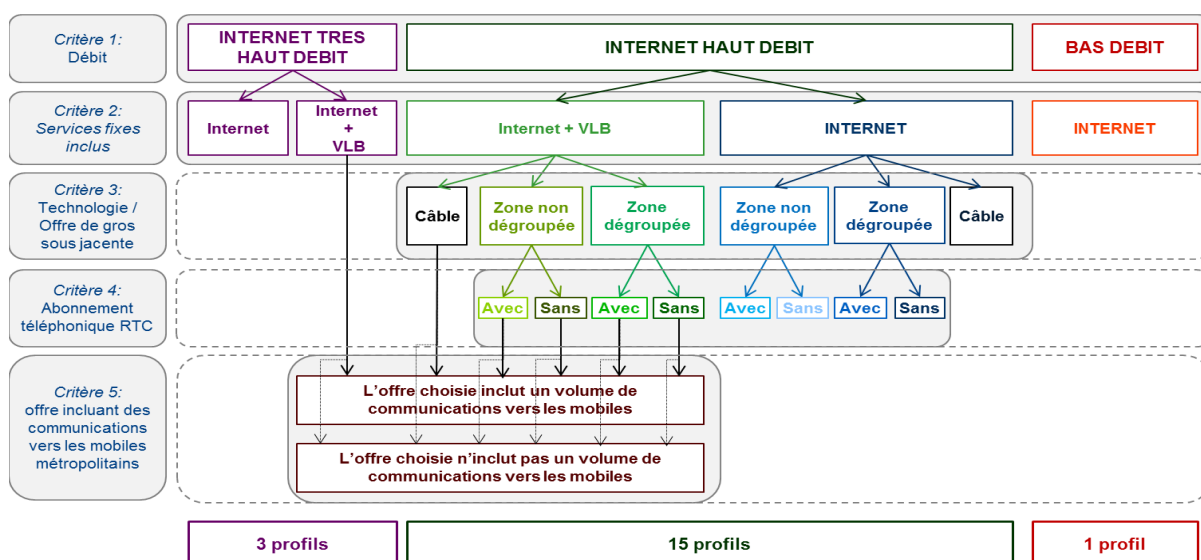 Critère 1:
Débit
INTERNET TRES
HAUT DEBIT
INTERNET HAUT DEBIT
BAS DEBIT
Critère 2:
Services fixes
inclus
Internet
Internet
+
VLB
Internet + VLB
INTERNET
INTERNET
Critère 3:
Technologie /
Offre de gros
sous jacente
Câble
Zone non
dégroupée
Zone
dégroupée
Zone non
dégroupée
Zone
dégroupée
Câble
Critère 4:
Abonnement
téléphonique RTC
Avec
Sans
Avec
Sans
Avec
Sans
Avec
Sans
Critère 5:
offre incluant des
communications
vers les mobiles
métropolitains
L'offre choisie inclut un volume de
communications vers les mobiles
L'offre choisie n'inclut pas un volume de
communications vers les mobiles
3 profils
15 profils
1 profil